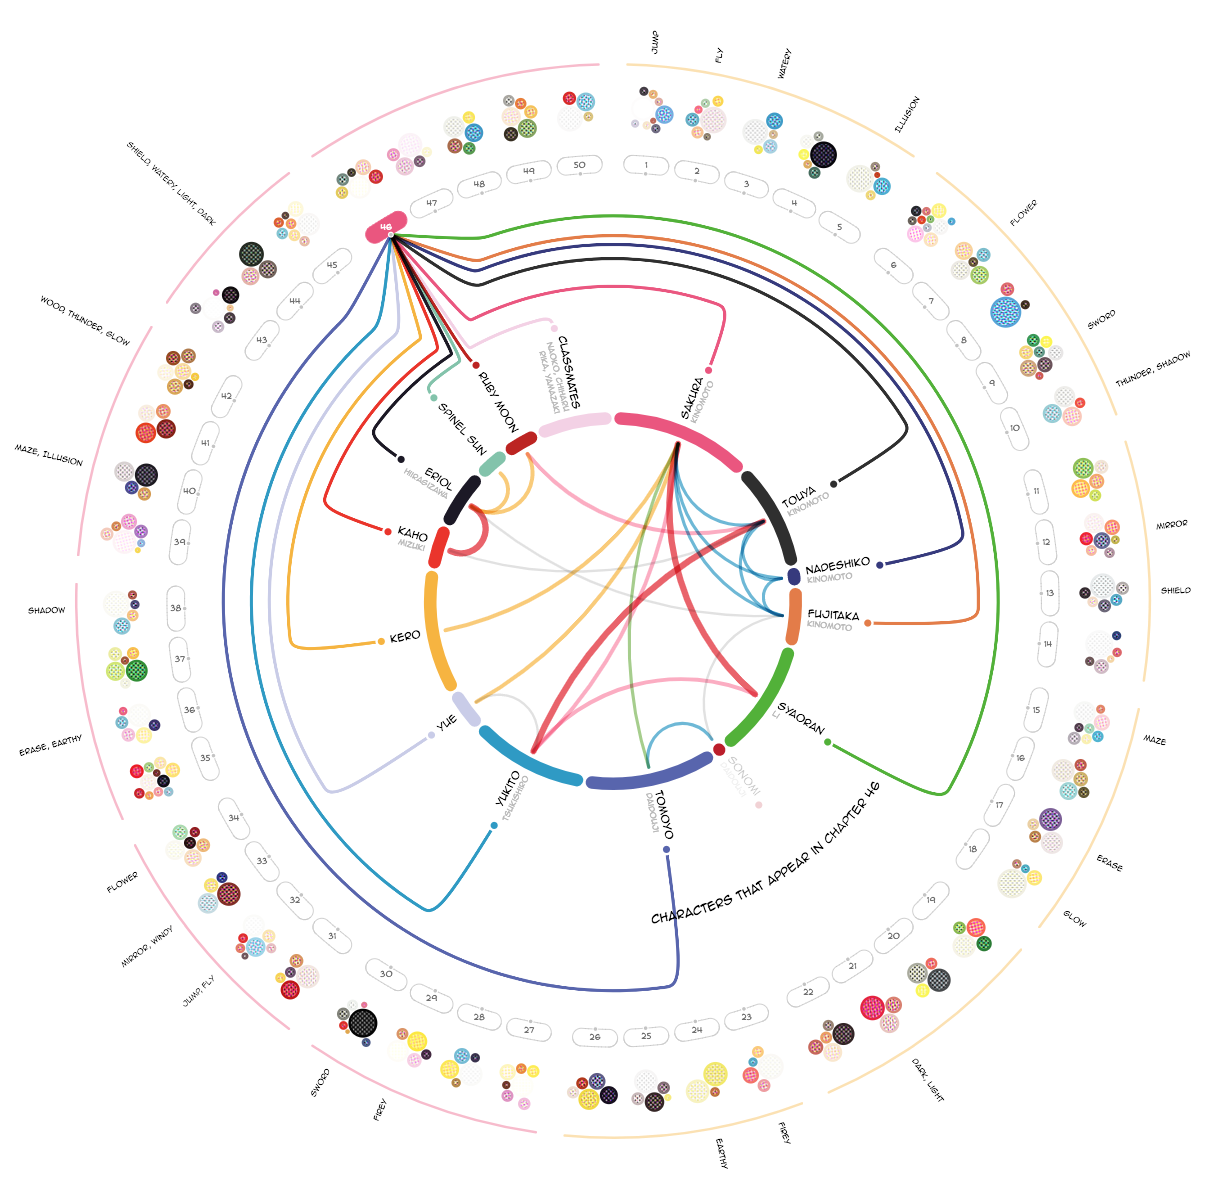 JUMP
FLY
WATERY
ILLUSION
FLOWER
SWORD
THUNDER, SHADOW
MIRROR
SHIELD
MAZE
ERASE
GLOW
DARK, LIGHT
FIREY
EARTHY
FIREY
SWORD
JUMP, FLY
MIRROR, WINDY
FLOWER
ERASE, EARTHY
SHADOW
MAZE, ILLUSION
WOOD, THUNDER, GLOW
SHIELD, WATERY, LIGHT, DARK
1
2
3
4
5
6
7
8
9
10
11
12
13
14
15
16
17
18
19
20
21
22
23
24
25
26
27
28
29
30
31
32
33
34
35
36
37
38
39
40
41
42
43
44
45
46
47
48
49
50
SAKURA
KINOMOTO
TOUYA
KINOMOTO
NADESHIKO
KINOMOTO
FUJITAKA
KINOMOTO
SYAORAN
LI
SONOMI
TOMOYO
DAIDOUJI
YUKITO
TSUKISHIRO
YUE
KERO
KAHO
MIZUKI
ERIOL
HIRAGIZAWA
SPINEL SUN
RUBY MOON
CLASSMATES
NAOKO, CHIHARU
RIKA, YAMAZAKI
CHARACTERS THAT APPEAR IN CHAPTER 46